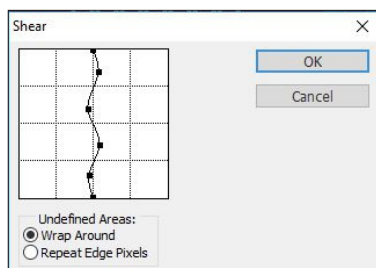 Shear
OK
Cancel
Undefined Areas:
Wrap Around
Repeat Edge Pixels